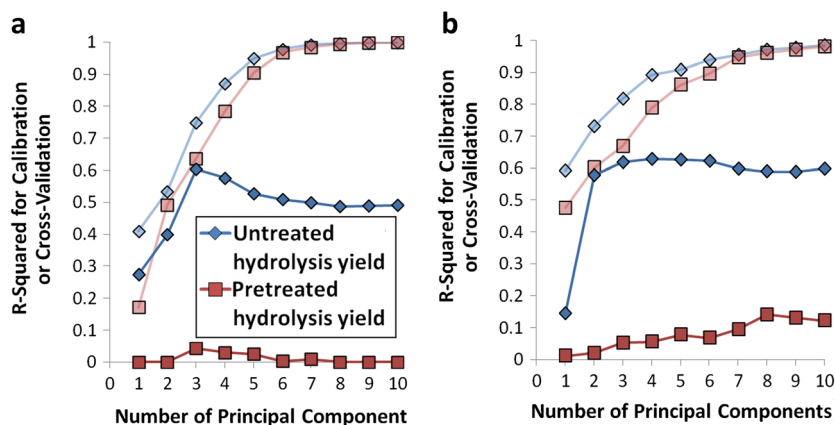 a
R-Squared for Calibration
or Cross-Validation
1
0.9
0.8
0.7
0.6
0.5
0.4
0.3
0.2
0.1
0
Untreated
hydrolysis yield
Pretreated
hydrolysis yield
0 1 2 3 4 5 6 7 8 9 10
Number of Principal Component
b
R-Squared for Calibration
or Cross-Validation
1
0.9
0.8
0.7
0.6
0.5
0.4
0.3
0.2
0.1
0
0 1 2 3 4 5 6 7 8 9 10
Number of Principal Components